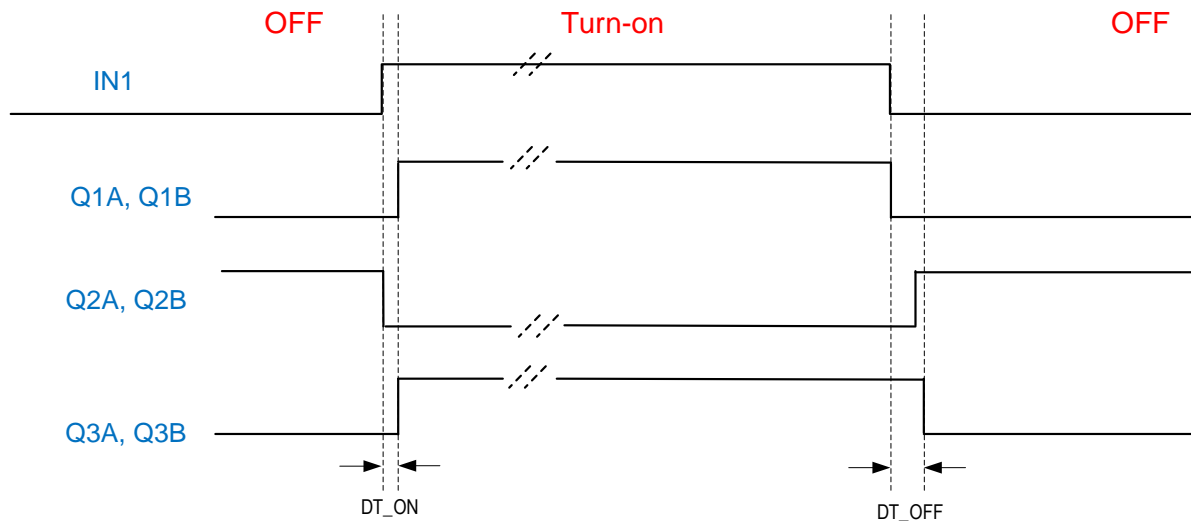 OFF
Turn-on
OFF
IN1
Q1A, Q1B
Q2A, Q2B
Q3A, Q3B
DT_ON
DT_OFF